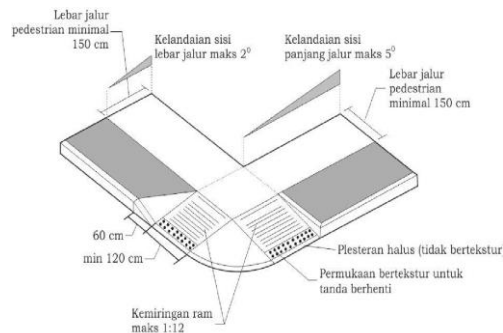 Lebar jalur
pedestrian minimal
150 cm
Kelandaian sisi
lebar jalur maks 2⁰
Kelandaian sisi
panjang jalur maks 5⁰
Lebar jalur
pedestrian
minimal 150 cm
60 cm
min 120 cm
Plesteran halus (tidak bertekstur
Permukaan bertekstur untuk
tanda berhenti
Kemiringan ram
maks 1:12